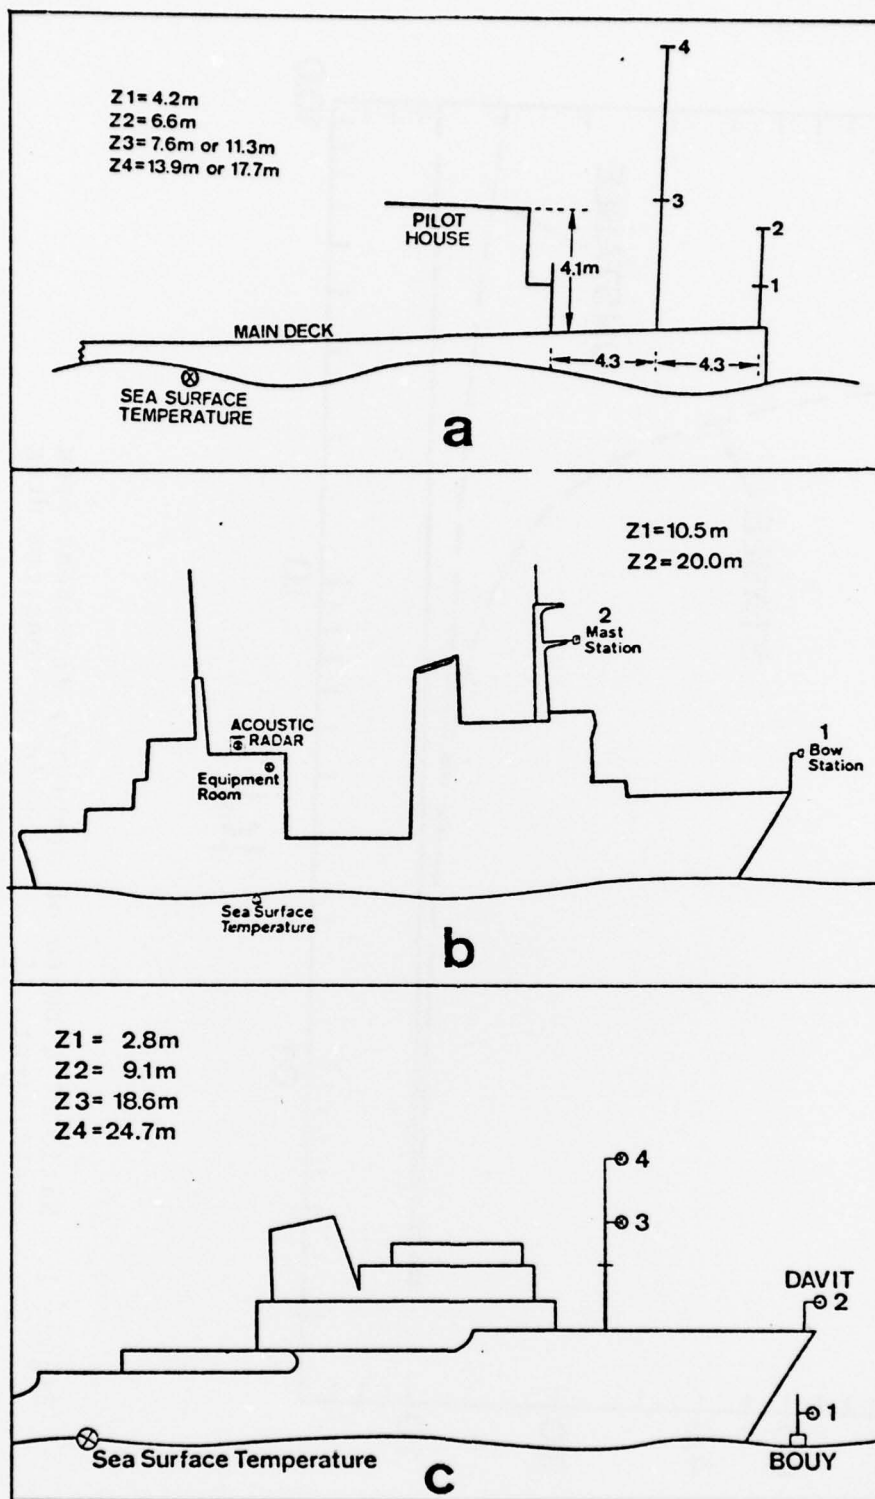 Z1=4.2m
Z2=6.6m
Z3=7.6m or 11.3m
Z4=13.9m or 17.7m
4
3
2
1
PILOT
HOUSE
4.1m
MAIN DECK
4.3
4.3
SEA SURFACE
TEMPERATURE
a
Z1=10.5m
Z2=20.0m
2
Mast
Station
1
Bow
Station
ACOUSTIC
RADAR
Equipment
Room
Sea Surface
Temperature
b
Z1= 2.8m
Z2= 9.1m
Z3=18.6m
Z4=24.7m
4
3
DAVIT
2
1
Sea Surface Temperature
BOUY
c